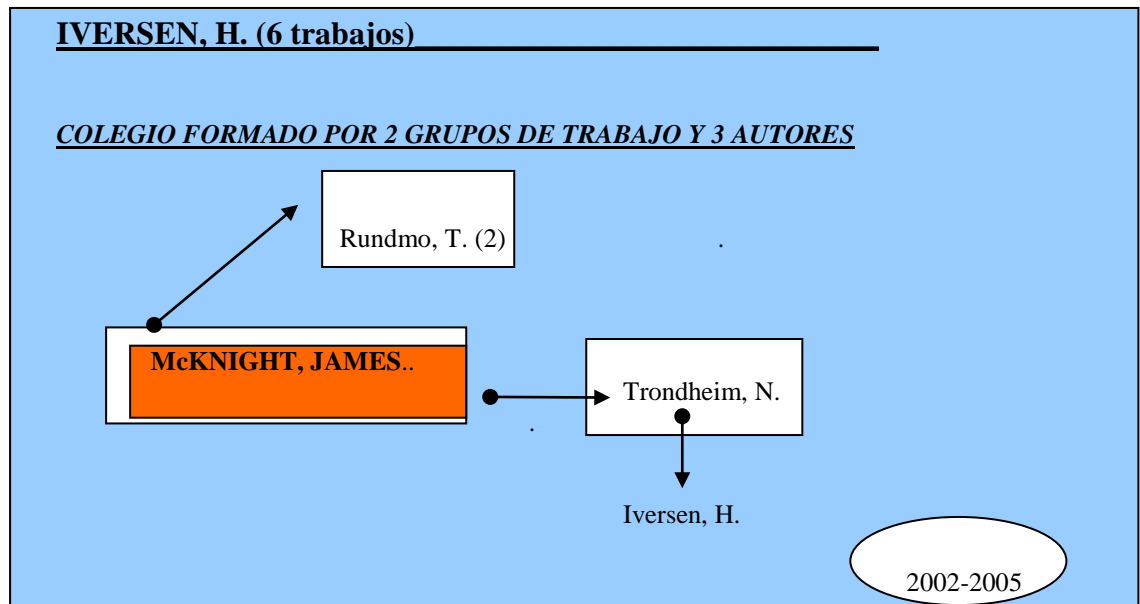 IVERSEN, H. (6 trabajos)
COLEGIO FORMADO POR 2 GRUPOS DE TRABAJO Y 3 AUTORES
Rundmo, T. (2)
.
McKNIGHT, JAMES..
Trondheim, N.
.
Iversen, H.
2002-2005